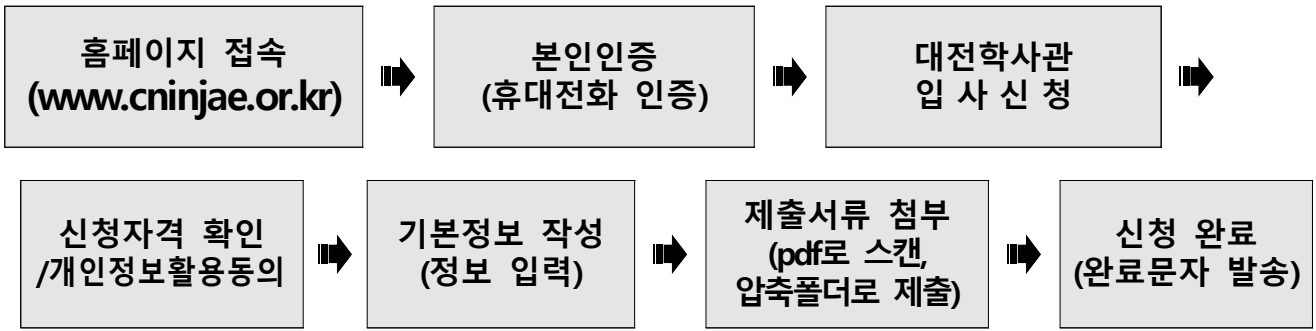 홈페이지 접속
(www.cninjae.or.kr)
본인인증
(휴대전화 인증)
대전학사관
입 사 신 청
신청자격 확인
/개인정보활용동의
기본정보 작성
(정보 입력)
제출서류 첨부
(pdf로 스캔,
압축폴더로 제출)
신청 완료
(완료문자 발송)